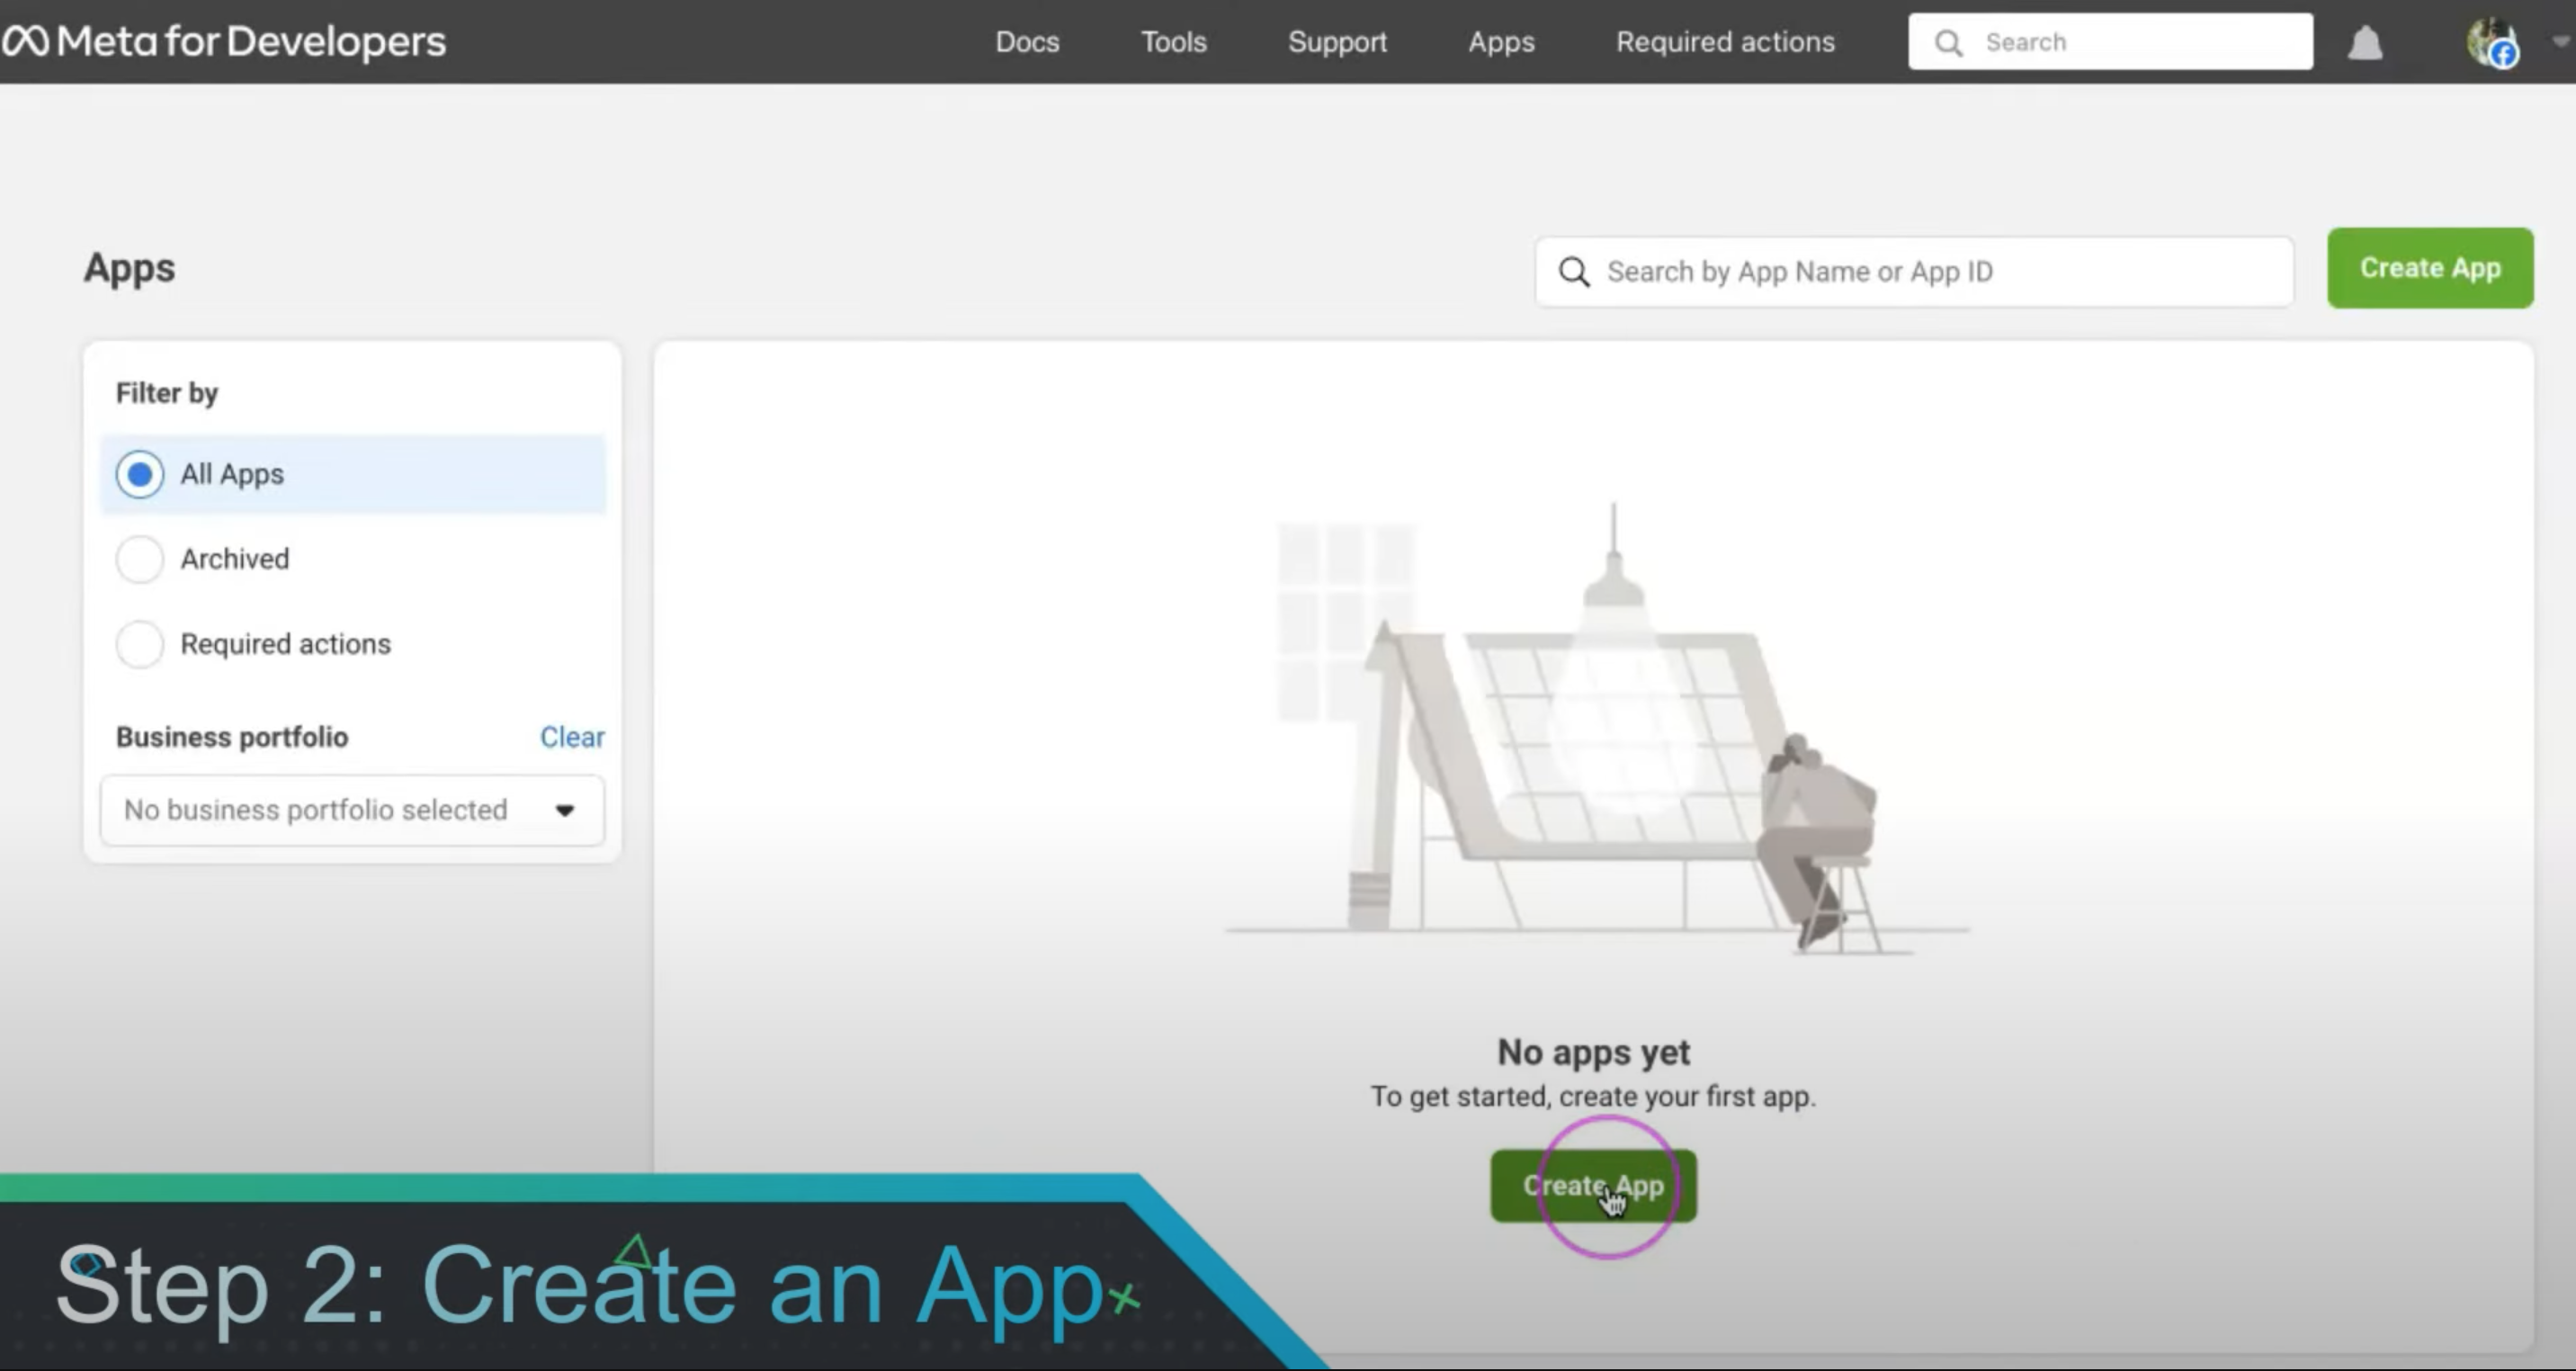 Meta for Developers
Docs
Tools
Support
Apps
Required actions
Search
Apps
Search by App Name or App ID
Create App
Filter by
All Apps
Archived
Required actions
Business portfolio
Clear
No business portfolio selected
No apps yet
To get started, create your first app.
Create App
Step 2: Create an App